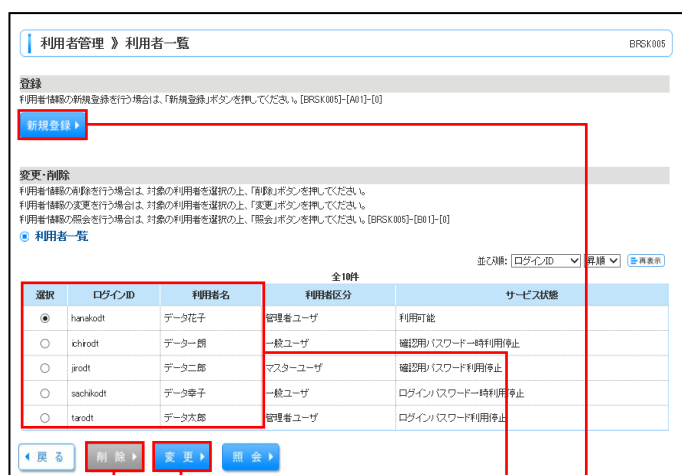 利用者管理 》利用者一覧 BRSK005
登録
利用者情報の新規登録を行う場合は、「新規登録」ボタンを押してください。[BRSK005]-[A01]-[0]
新規登録
変更・削除
利用者情報の削除を行う場合は、対象の利用者を選択の上、「削除」ボタンを押してください。
利用者情報の変更を行う場合は、対象の利用者を選択の上、「変更」ボタンを押してください。
利用者情報の照会を行う場合は、対象の利用者を選択の上、「照会」ボタンを押してください。[BRSK005]-[B01]-[0]
利用者一覧
並び順: ログインID 昇順 再表示
全10件
選択 ログインID 利用者名 利用者区分 サービス状態
hanakodt データ花子 管理者ユーザ 利用可能
ichirodt データ一朗 一般ユーザ 確認用パスワード一時利用停止
jirodt データ二郎 マスターユーザ 確認用パスワード利用停止
sachikodt データ幸子 一般ユーザ ログインパスワード一時利用停止
tarodt データ太郎 管理者ユーザ ログインパスワード利用停止
戻る 削除 変更 照会